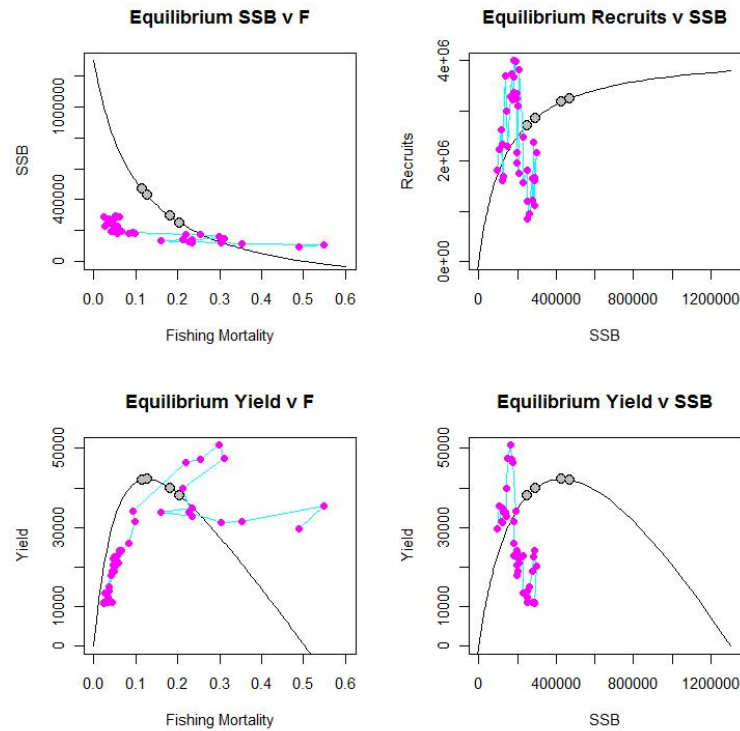 Equilibrium SSB v F
SSB
0 400000 1000000
0.0 0.1 0.2 0.3 0.4 0.5 0.6
Fishing Mortality
Equilibrium Recruits v SSB
Recruits
0e+00 2e+06 4e+06
0 400000 800000 1200000
SSB
Equilibrium Yield v F
Yield
0 10000 30000 50000
0.0 0.1 0.2 0.3 0.4 0.5 0.6
Fishing Mortality
Equilibrium Yield v SSB
Yield
0 10000 30000 50000
0 400000 800000 1200000
SSB